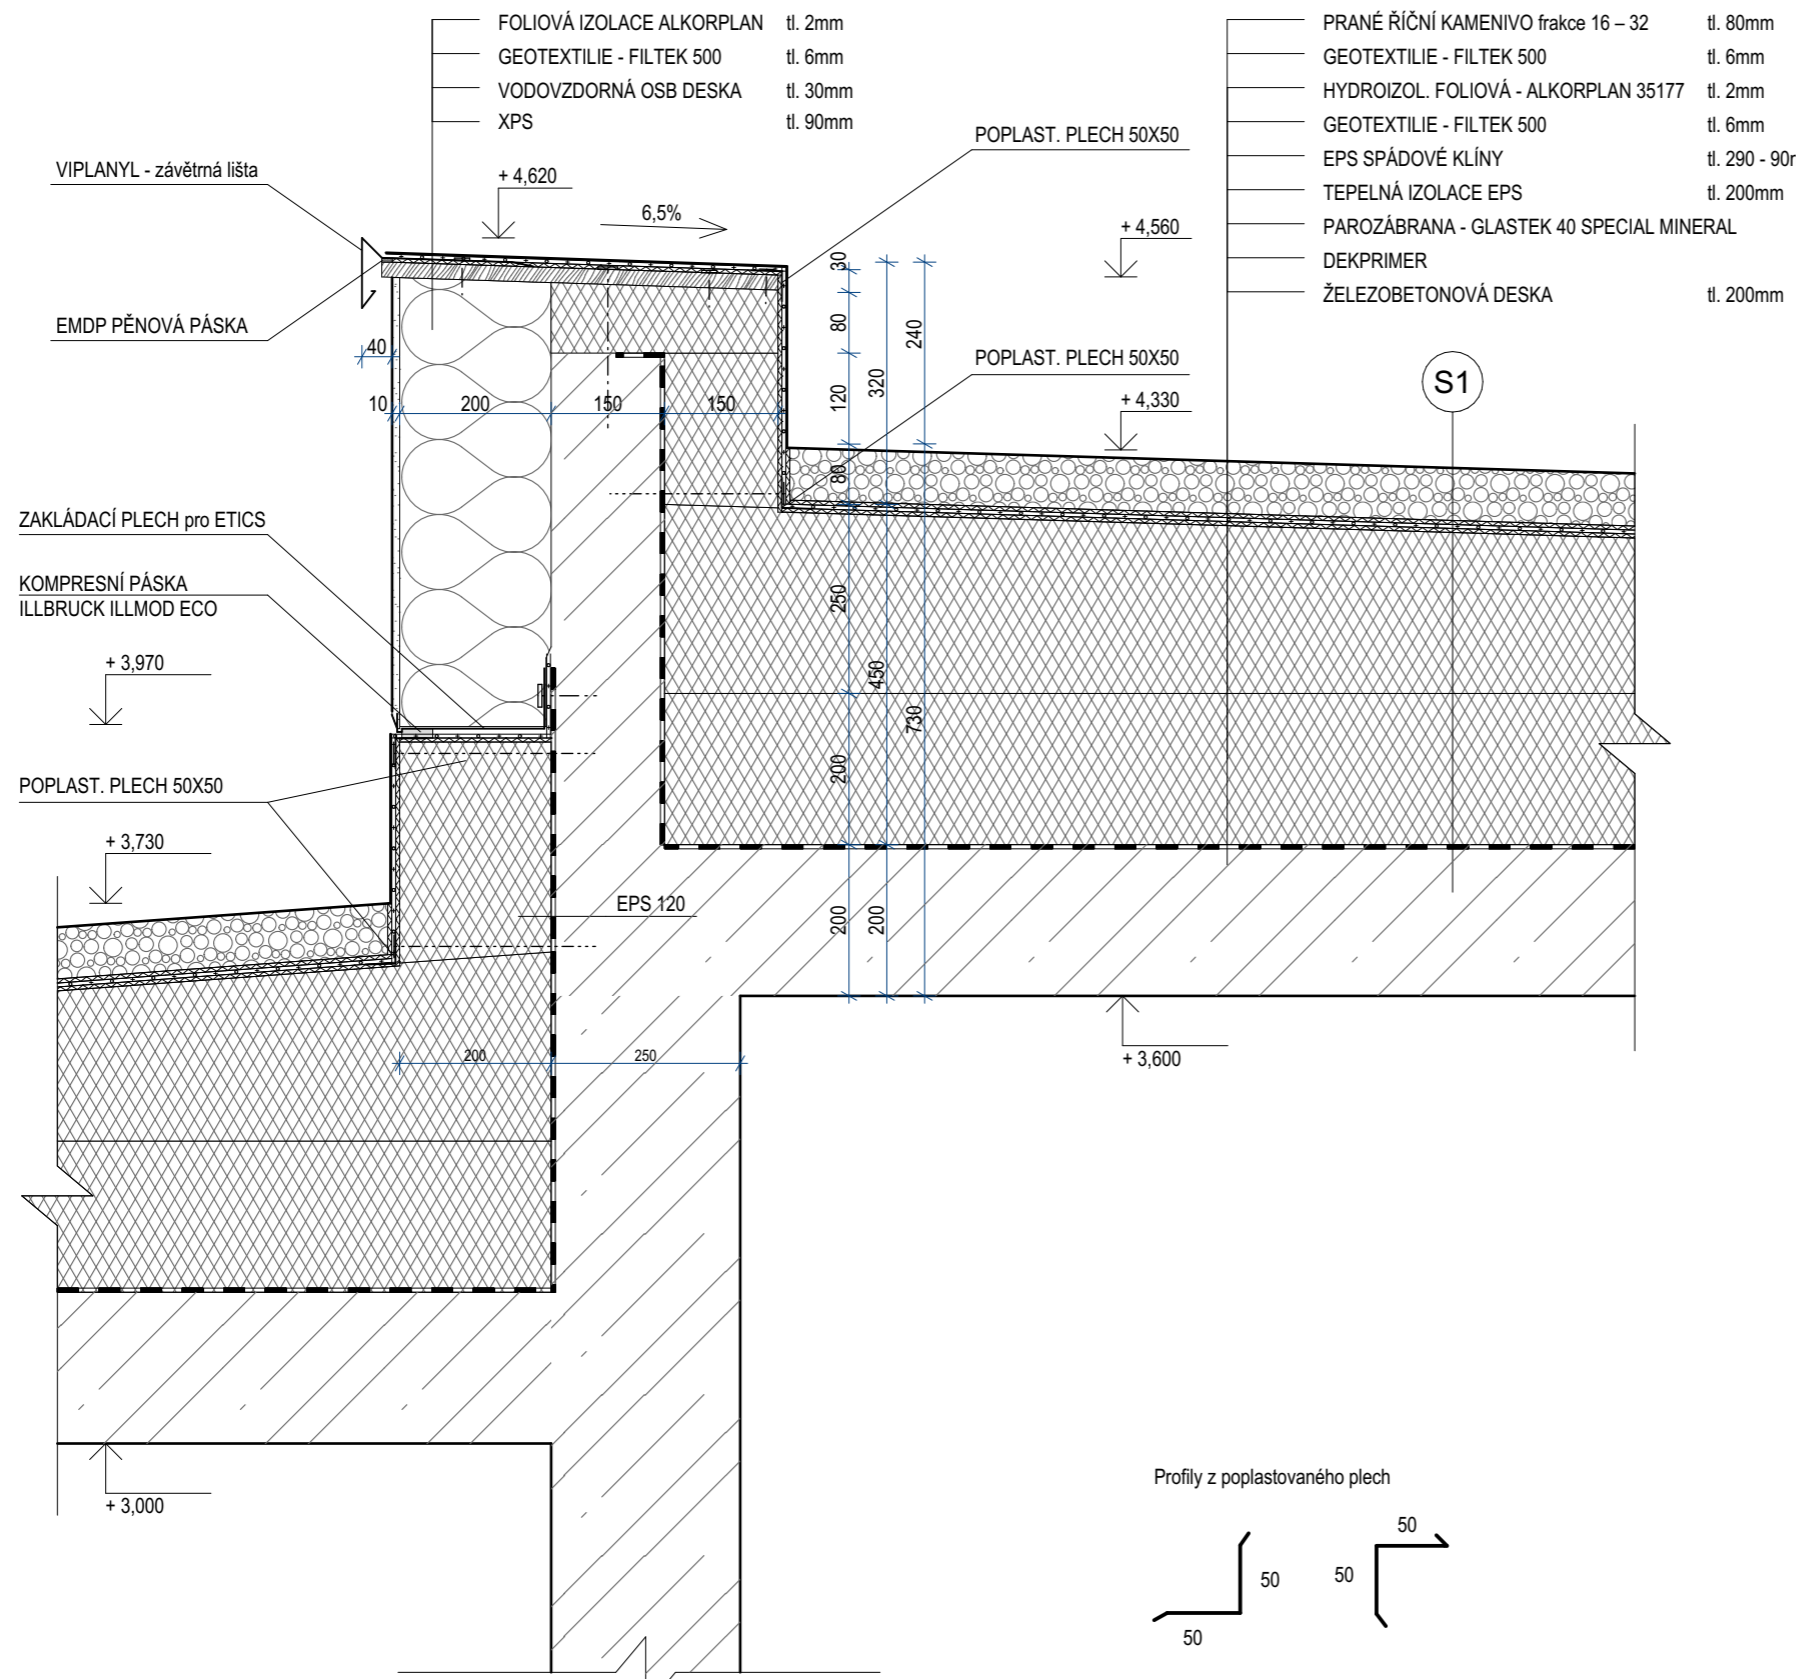 FOLIOVÁ IZOLACE ALKORPLAN tl. 2mm
GEOTEXTILIE - FILTEK 500 tl. 6mm
VODOVZDORNÁ OSB DESKA tl. 30mm
XPS tl. 90mm
PRANÉ ŘÍČNÍ KAMENIVO frakce 16 – 32 tl. 80mm
GEOTEXTILIE - FILTEK 500 tl. 6mm
HYDROIZOL. FOLIOVÁ - ALKORPLAN 35177 tl. 2mm
GEOTEXTILIE - FILTEK 500 tl. 6mm
EPS SPÁDOVÉ KLÍNY tl. 290 - 90r
TEPELNÁ IZOLACE EPS tl. 200mm
PAROZÁBRANA - GLASTEK 40 SPECIAL MINERAL
DEKPRIMER
ŽELEZOBETONOVÁ DESKA tl. 200mm
POPLAST. PLECH 50X50
VIPLANYL - závětrná lišta
+ 4,620
6,5%
+ 4,560
EMDP PĚNOVÁ PÁSKA
POPLAST. PLECH 50X50
+ 4,330
S1
40
10
200
150
150
30
80
120
80
250
200
200
320
450
200
240
730
ZAKLÁDACÍ PLECH pro ETICS
KOMPRESNÍ PÁSKA
ILLBRUCK ILLMOD ECO
+ 3,970
POPLAST. PLECH 50X50
+ 3,730
EPS 120
200
250
+ 3,600
+ 3,000
Profily z poplastovaného plech
50
50
50
50